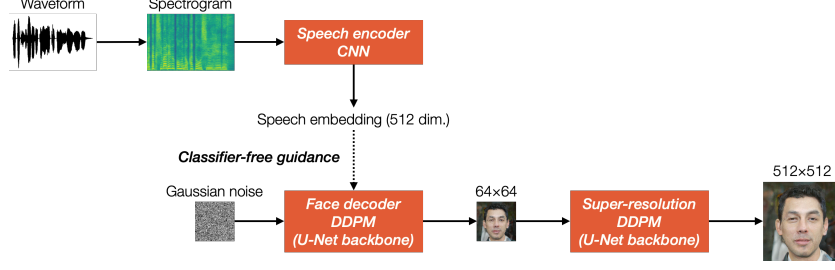 Waveform
Spectrogram
Speech encoder
CNN
Speech embedding (512 dim.)
Classifier-free guidance
Gaussian noise
Face decoder
DDPM
(U-Net backbone)
64×64
Super-resolution
DDPM
(U-Net backbone)
512×512